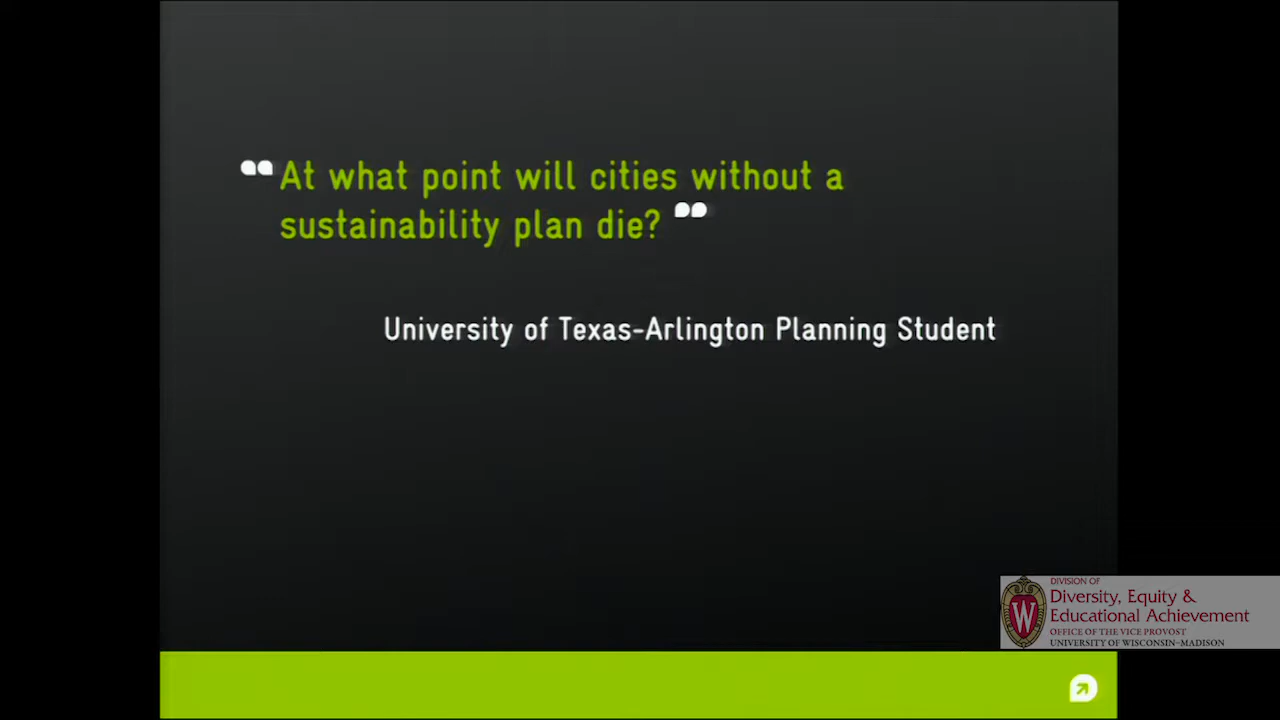 “At what point will cities without a
sustainability plan die?”
University of Texas-Arlington Planning Student
W
DIVISION OF
Diversity, Equity &
Educational Achievement
OFFICE OF THE VICE PROVOST
UNIVERSITY OF WISCONSIN–MADISON